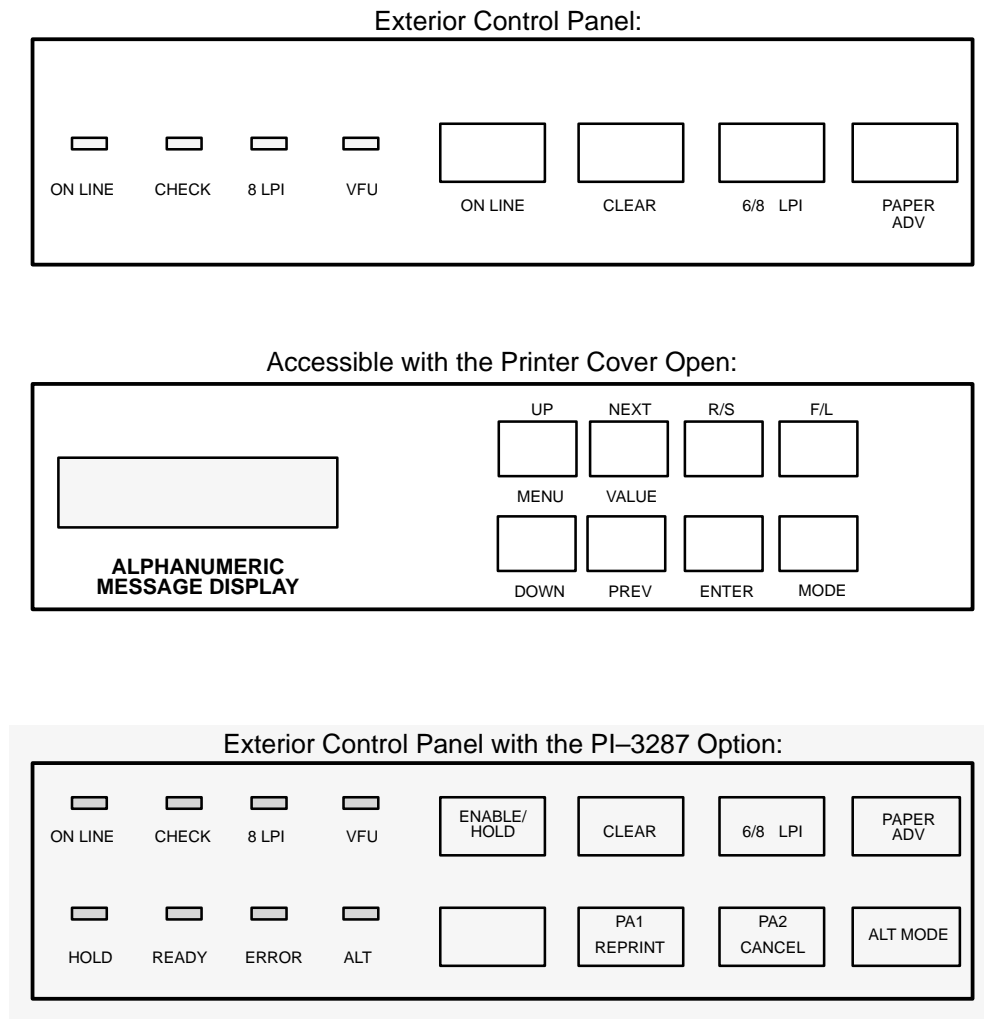 Exterior Control Panel:
ON LINE CHECK 8 LPI VFU
ON LINE CLEAR 6/8 LPI PAPER
ADV
Accessible with the Printer Cover Open:
UP NEXT R/S F/L
MENU VALUE
ALPHANUMERIC
MESSAGE DISPLAY
DOWN PREV ENTER MODE
Exterior Control Panel with the PI–3287 Option:
ON LINE CHECK 8 LPI VFU
ENABLE/
HOLD
CLEAR
6/8 LPI
PAPER
ADV
HOLD READY ERROR ALT
PA1
REPRINT
PA2
CANCEL
ALT MODE